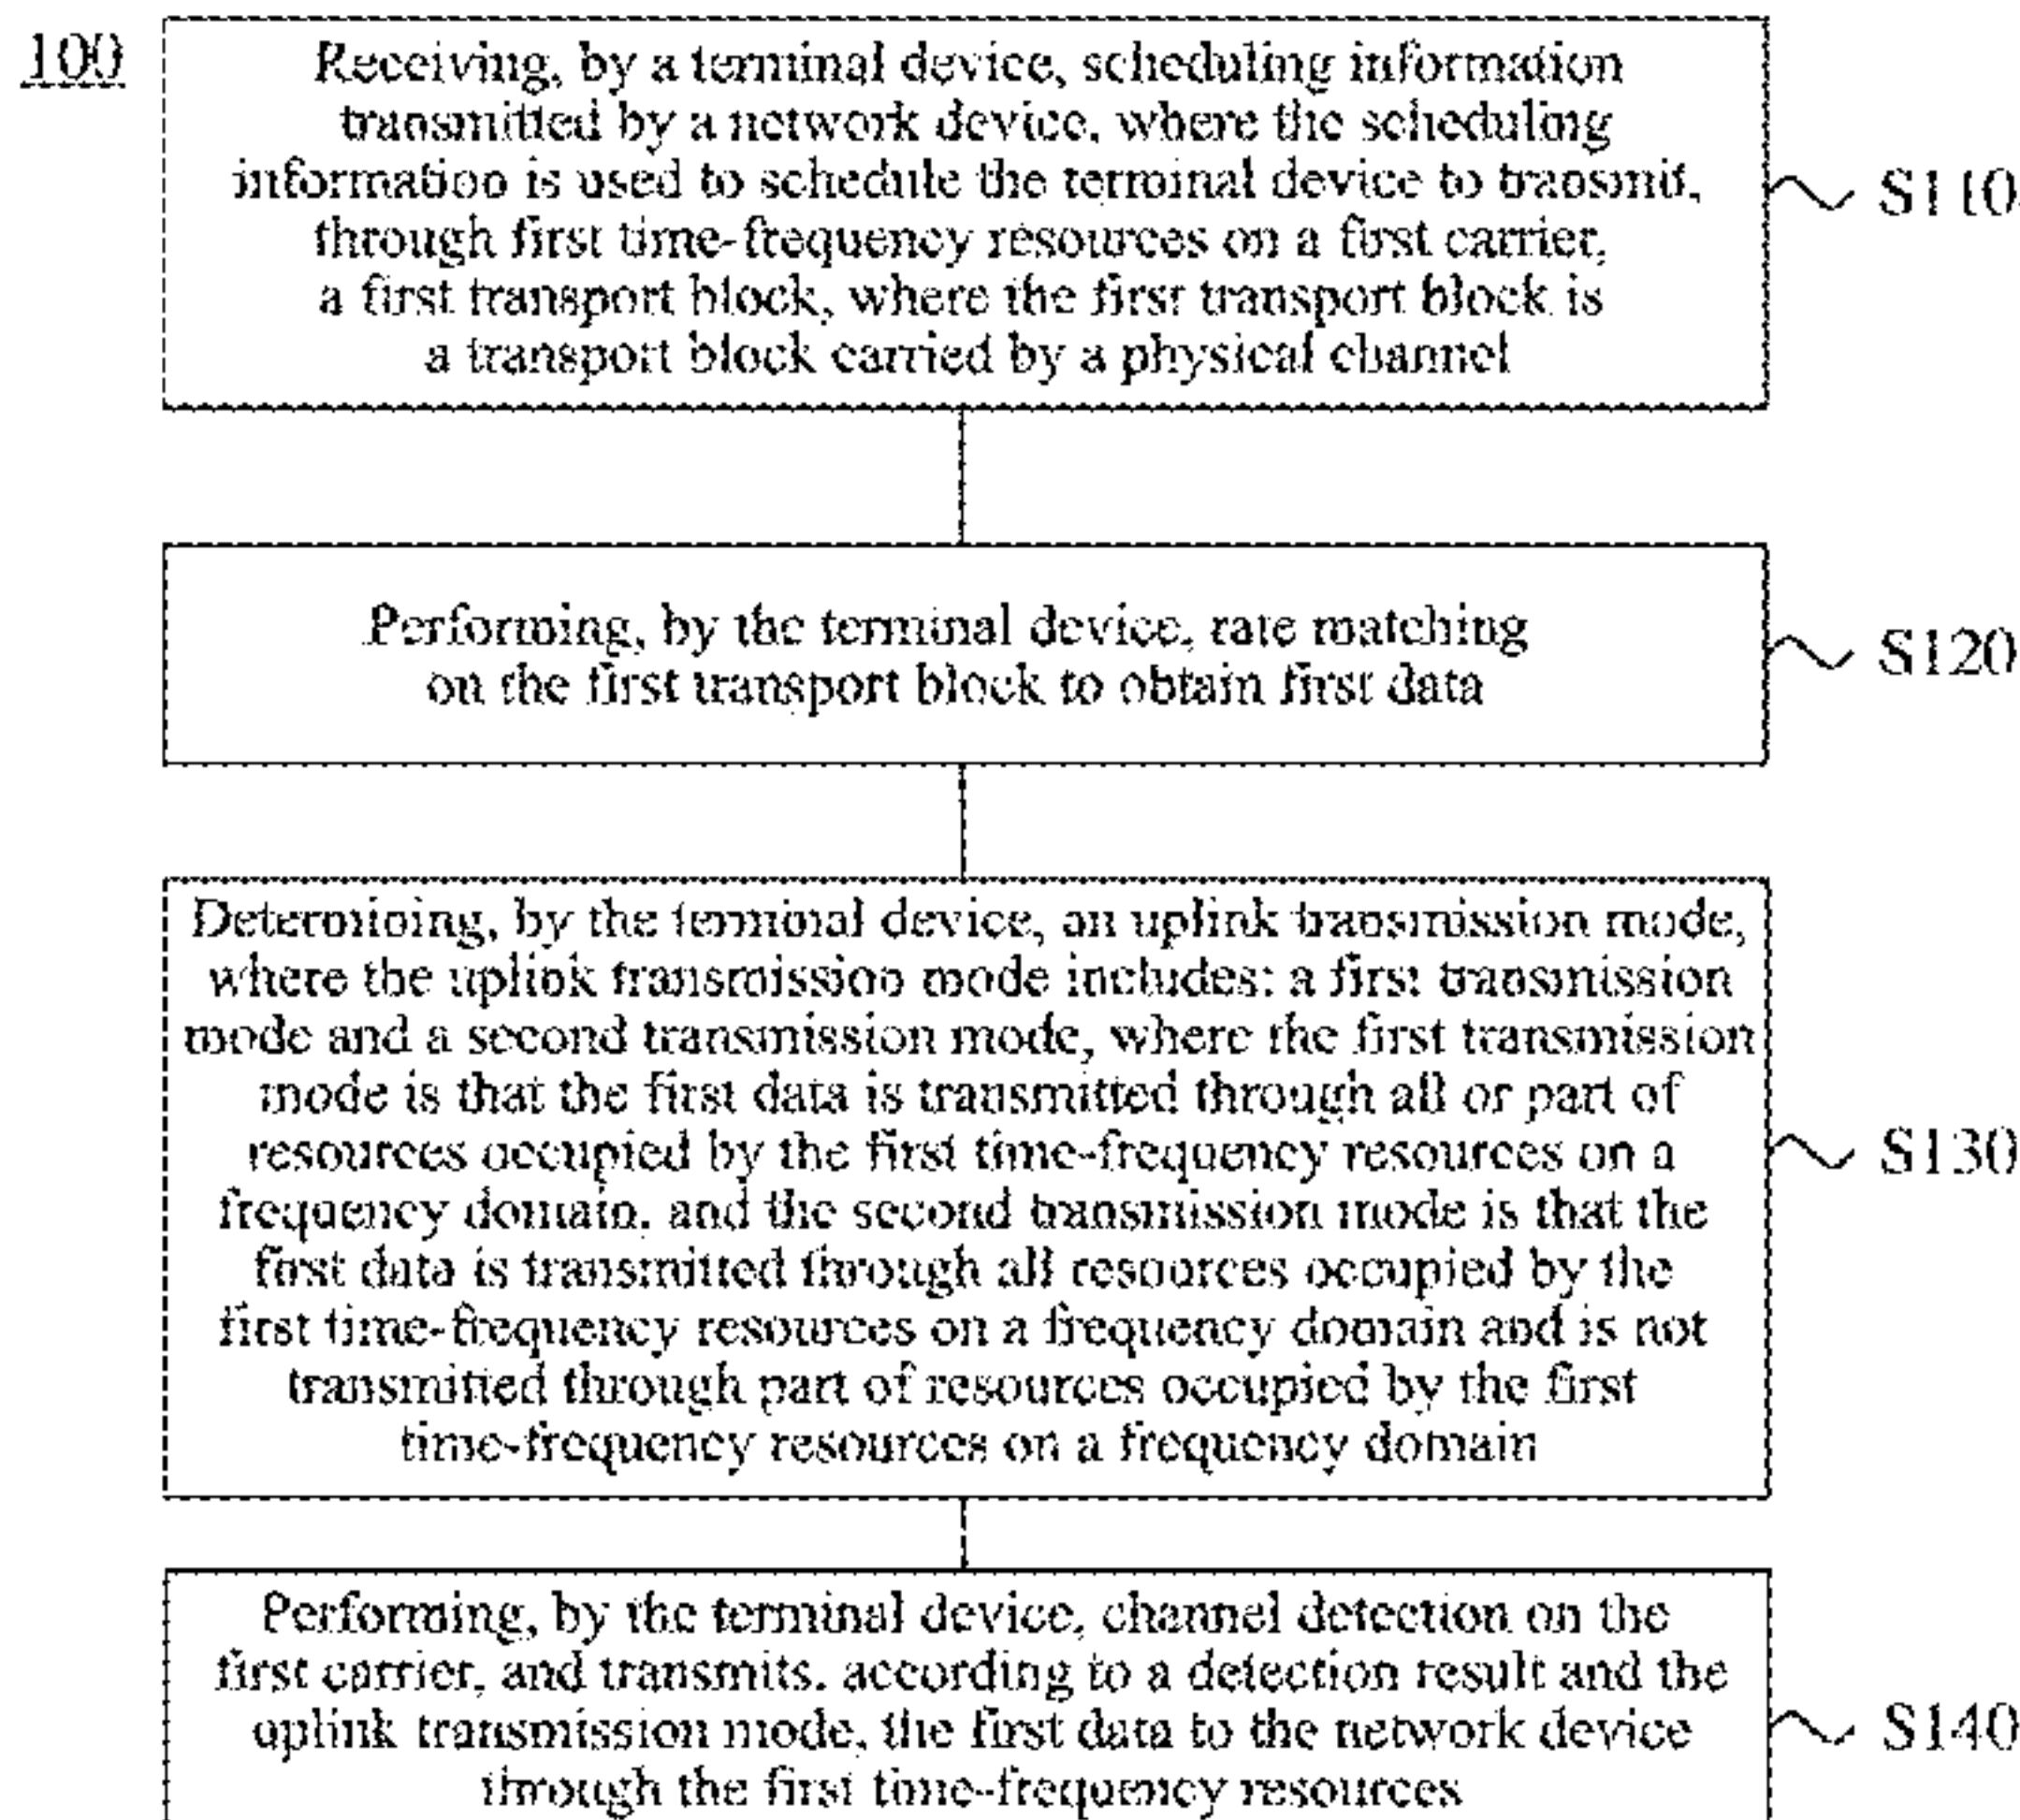 100
Receiving, by a terminal device, scheduling information
transmitted by a network device, where the scheduling
information is used to schedule the terminal device to transmit,
through first time-frequency resources on a first carrier,
a first transport block, where the first transport block is
a transport block carried by a physical channel
S110
Performing, by the terminal device, rate matching
on the first transport block to obtain first data
S120
Determining, by the terminal device, an uplink transmission mode,
where the uplink transmission mode includes: a first transmission
mode and a second transmission mode, where the first transmission
mode is that the first data is transmitted through all or part of
resources occupied by the first time-frequency resources on a
frequency domain, and the second transmission mode is that the
first data is transmitted through all resources occupied by the
first time-frequency resources on a frequency domain and is not
transmitted through part of resources occupied by the first
time-frequency resources on a frequency domain
S130
Performing, by the terminal device, channel detection on the
first carrier, and transmits, according to a detection result and the
uplink transmission mode, the first data to the network device
through the first time-frequency resources
S140